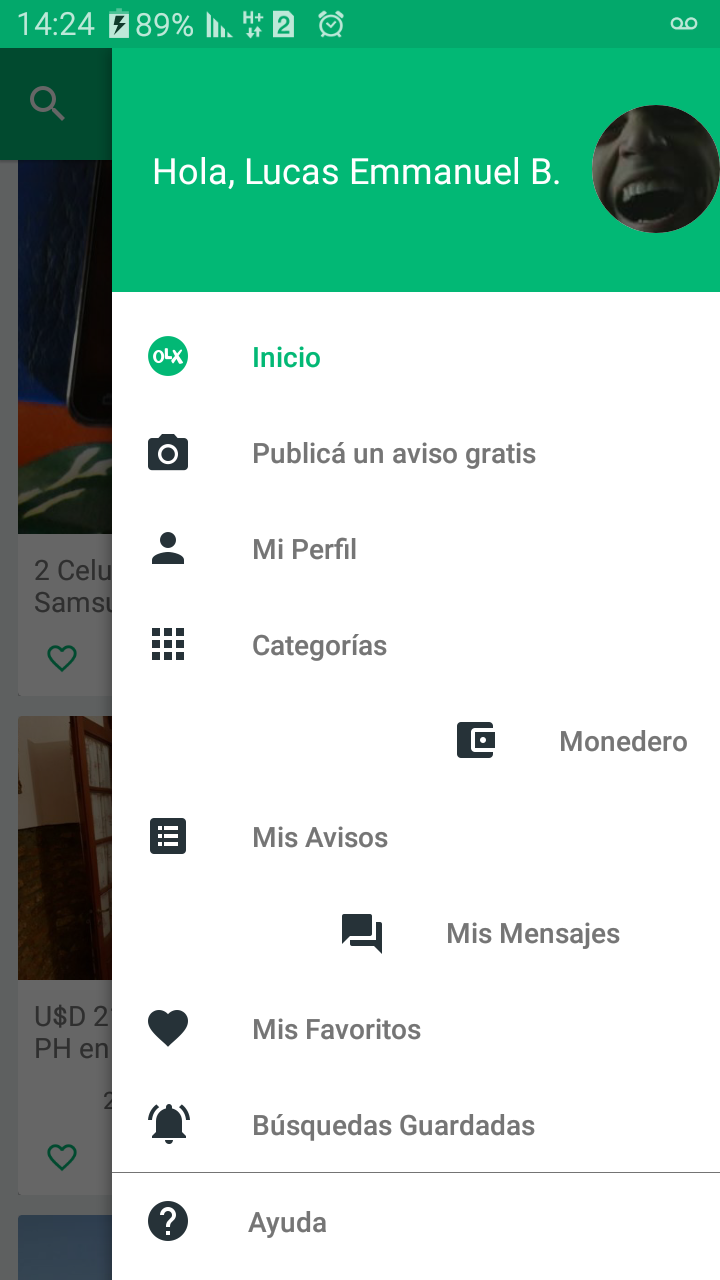 14:24 89% H+ 2
Hola, Lucas Emmanuel B.
OLX Inicio
Publicá un aviso gratis
Mi Perfil
Categorías
Monedero
Mis Avisos
Mis Mensajes
Mis Favoritos
Búsquedas Guardadas
Ayuda
2 Celu
Samsu
U$D 2
PH en
2